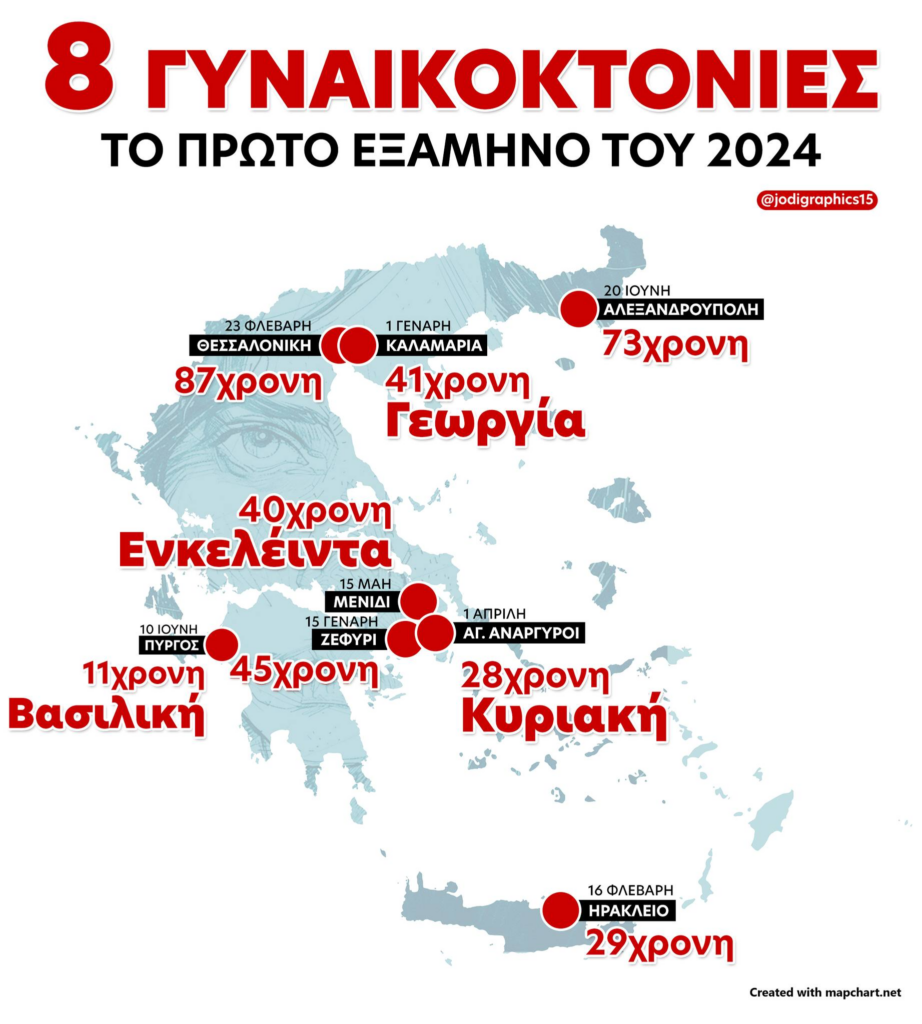 8 ΓΥΝΑΙΚΟΚΤΟΝΙΕΣ
ΤΟ ΠΡΩΤΟ ΕΞΑΜΗΝΟ ΤΟΥ 2024
@jodigraphics15
20 ΙΟΥΝΗ
ΑΛΕΞΑΝΔΡΟΥΠΟΛΗ
73χρονη
23 ΦΛΕΒΑΡΗ
ΘΕΣΣΑΛΟΝΙΚΗ
87χρονη
1 ΓΕΝΑΡΗ
ΚΑΛΑΜΑΡΙΑ
41χρονη
Γεωργία
40χρονη
Ενκελέιντα
15 ΜΑΗ
ΜΕΝΙΔΙ
15 ΓΕΝΑΡΗ
ΖΕΦΥΡΙ
45χρονη
1 ΑΠΡΙΛΗ
ΑΓ. ΑΝΑΡΓΥΡΟΙ
28χρονη
Κυριακή
10 ΙΟΥΝΗ
ΠΥΡΓΟΣ
11χρονη
Βασιλική
16 ΦΛΕΒΑΡΗ
ΗΡΑΚΛΕΙΟ
29χρονη
Created with mapchart.net